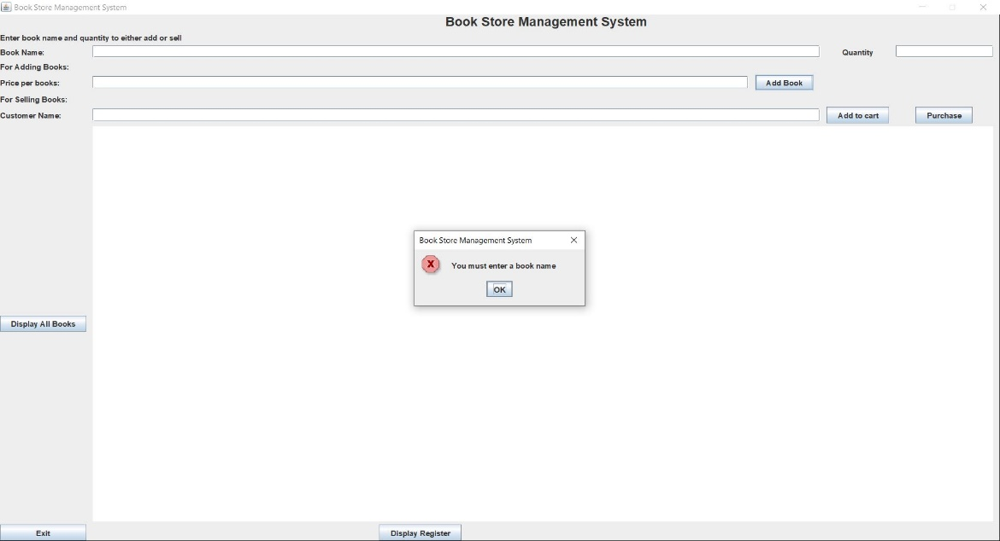 Book Store Management System
Book Store Management System
Enter book name and quantity to either add or sell
Book Name:
Quantity
For Adding Books:
Price per books:
Add Book
For Selling Books:
Customer Name:
Add to cart
Purchase
Book Store Management System
X
You must enter a book name
OK
Display All Books
Exit
Display Register